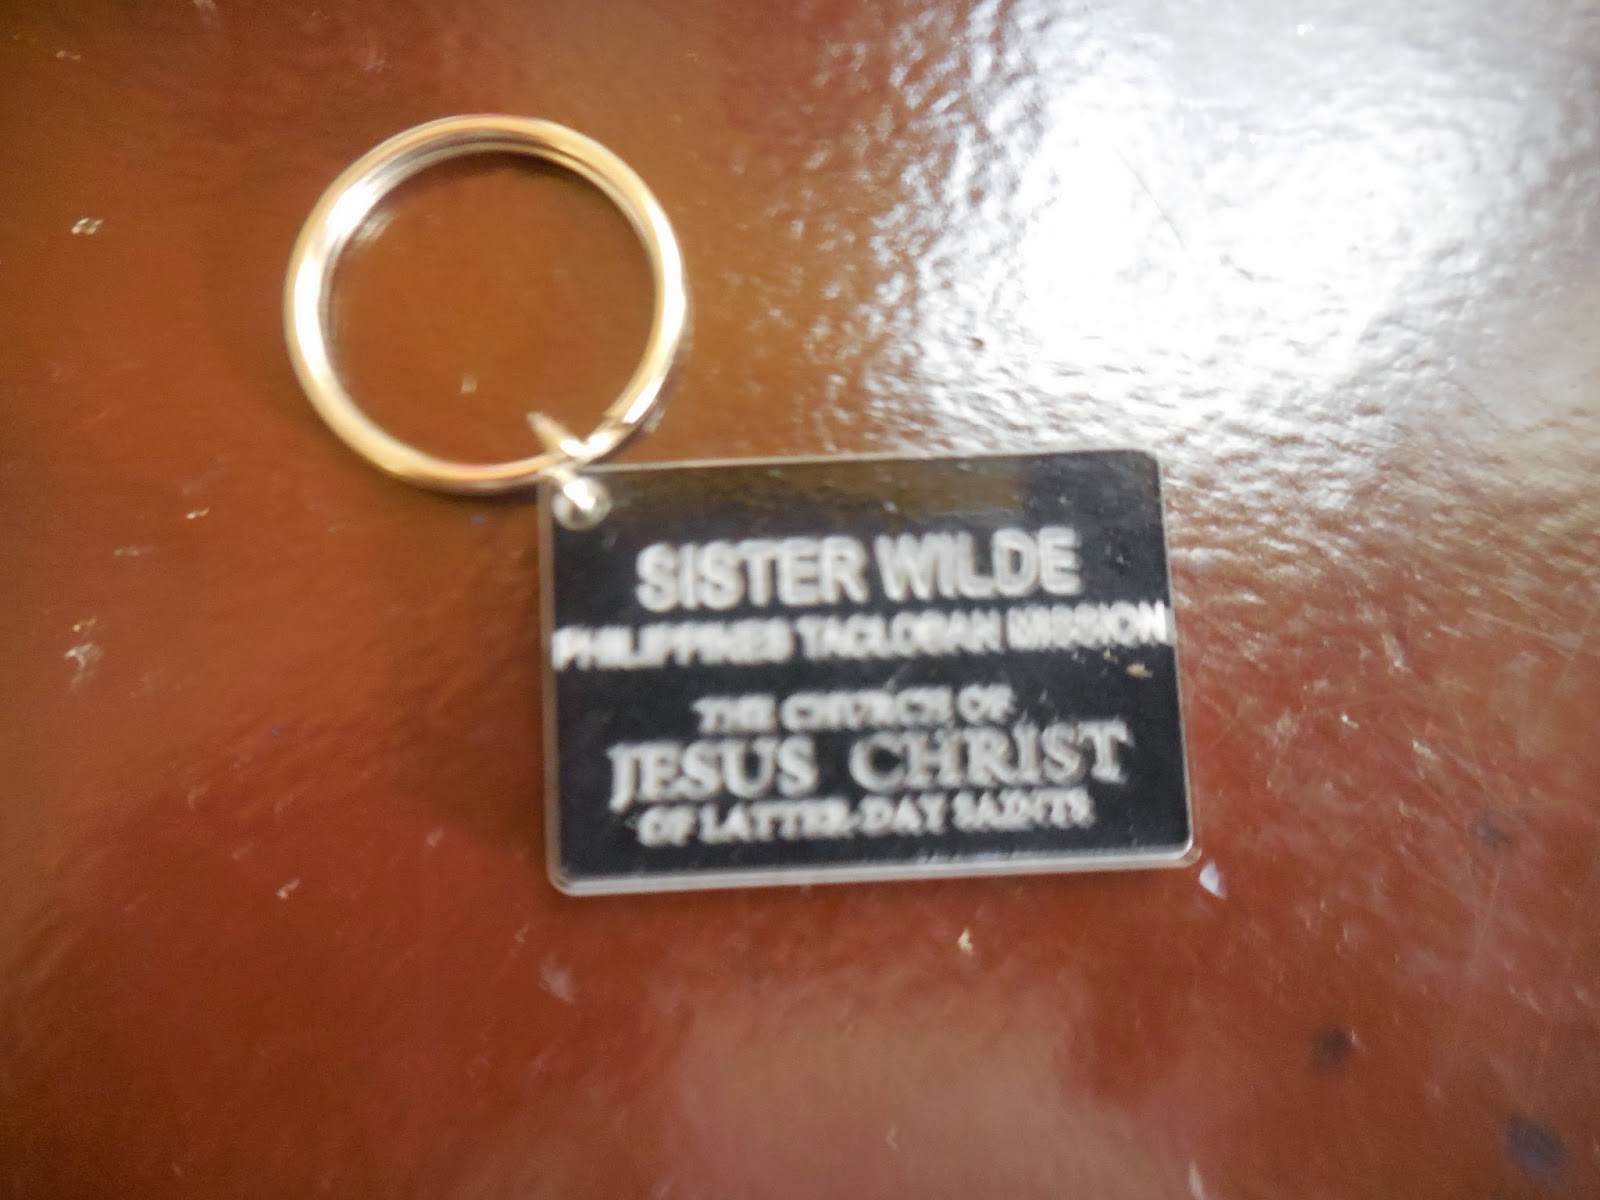 SISTER WILDE
PHILIPPINES TACLOBAN MISSION
THE CHURCH OF
JESUS CHRIST
OF LATTER-DAY SAINTS